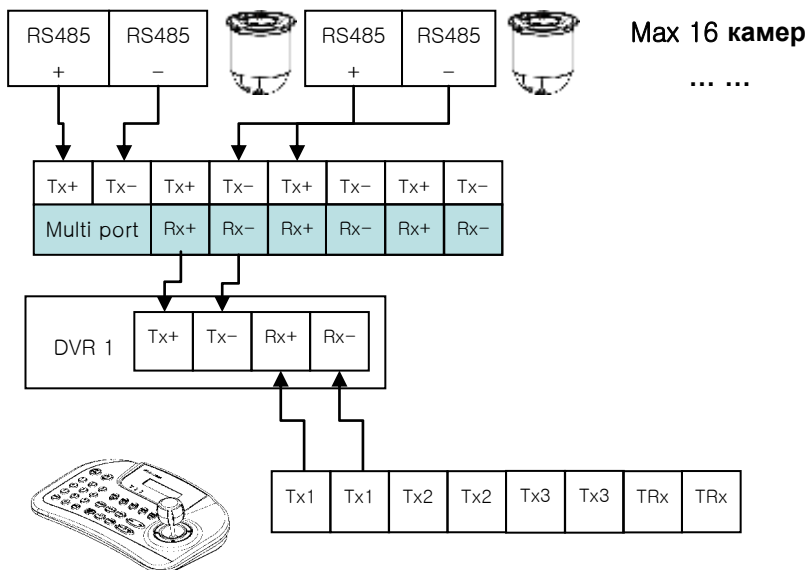 RS485 RS485 RS485 RS485 Max 16 камер
+ − + − ... ...
Tx+ Tx− Tx+ Tx− Tx+ Tx− Tx+ Tx−
Multi port Rx+ Rx− Rx+ Rx− Rx+ Rx−
DVR 1 Tx+ Tx− Rx+ Rx−
Tx1 Tx1 Tx2 Tx2 Tx3 Tx3 TRx TRx